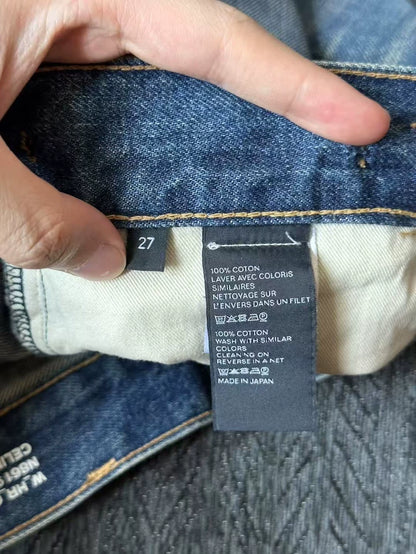 27
100% COTTON
LAVER AVEC COLORIS
SIMILAIRES
NETTOYAGE SUR
L'ENVERS DANS UN FILET
100% COTTON
WASH WITH SIMILAR
COLORS
CLEANING ON
REVERSE IN A NET
MADE IN JAPAN